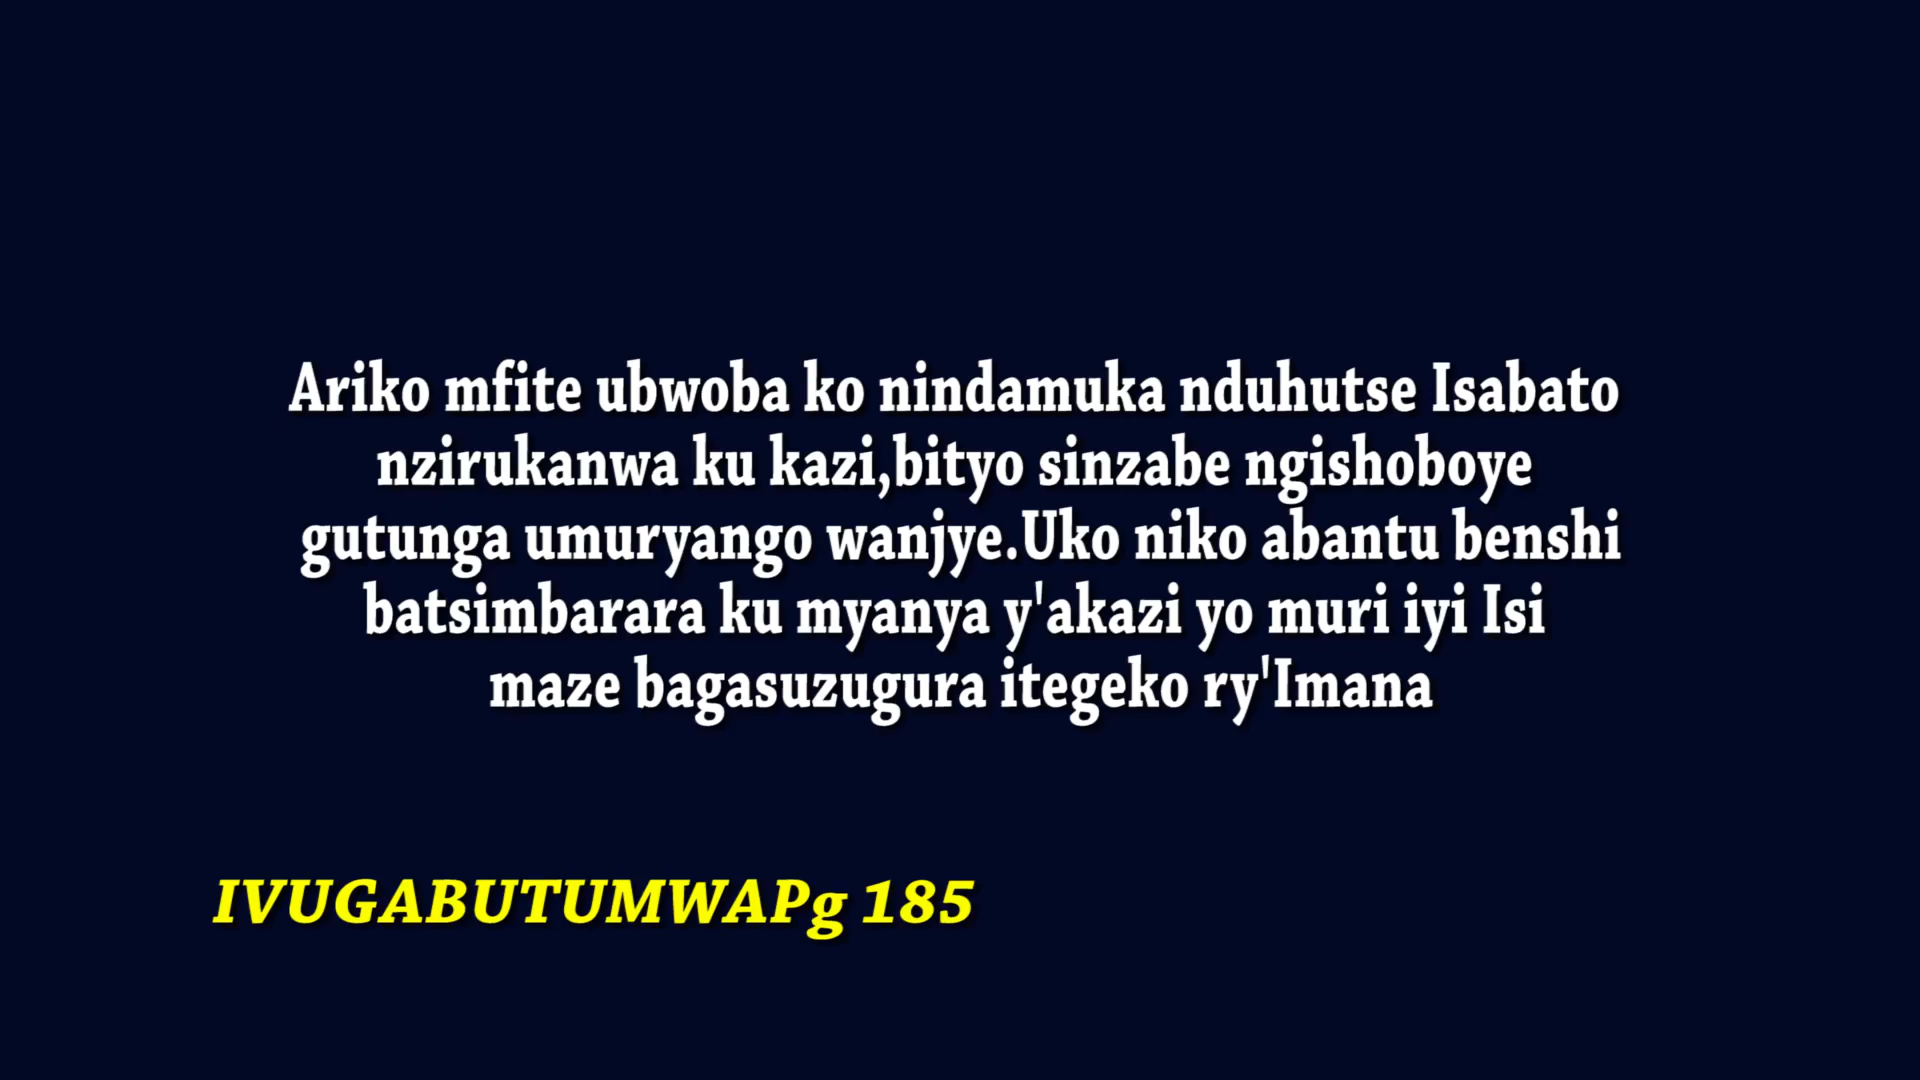 Ariko mfite ubwoba ko nindamuka nduhutse Isabato
nzirukanwa ku kazi,bityo sinzabe ngishoboye
gutunga umuryango wanjye.Uko niko abantu benshi
batsimbarara ku myanya y'akazi yo muri iyi Isi
maze bagasuzugura itegeko ry'Imana
IVUGABUTUMWAPg 185